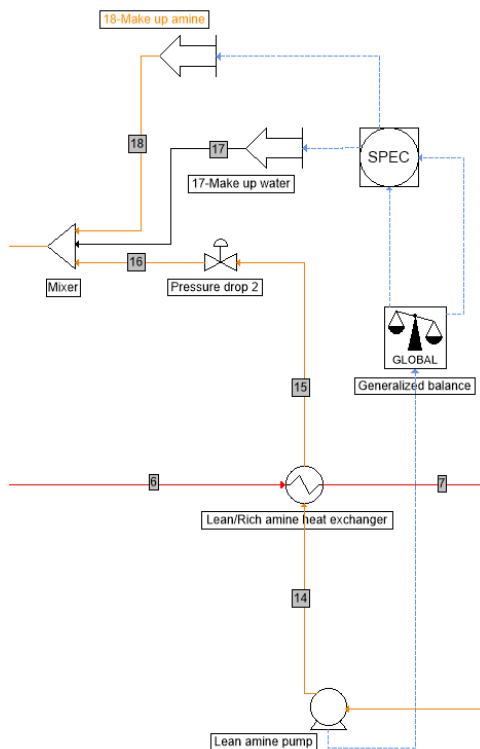 18-Make up amine
18
17
SPEC
17-Make up water
16
Mixer
Pressure drop 2
GLOBAL
Generalized balance
15
6
7
Lean/Rich amine heat exchanger
14
Lean amine pump